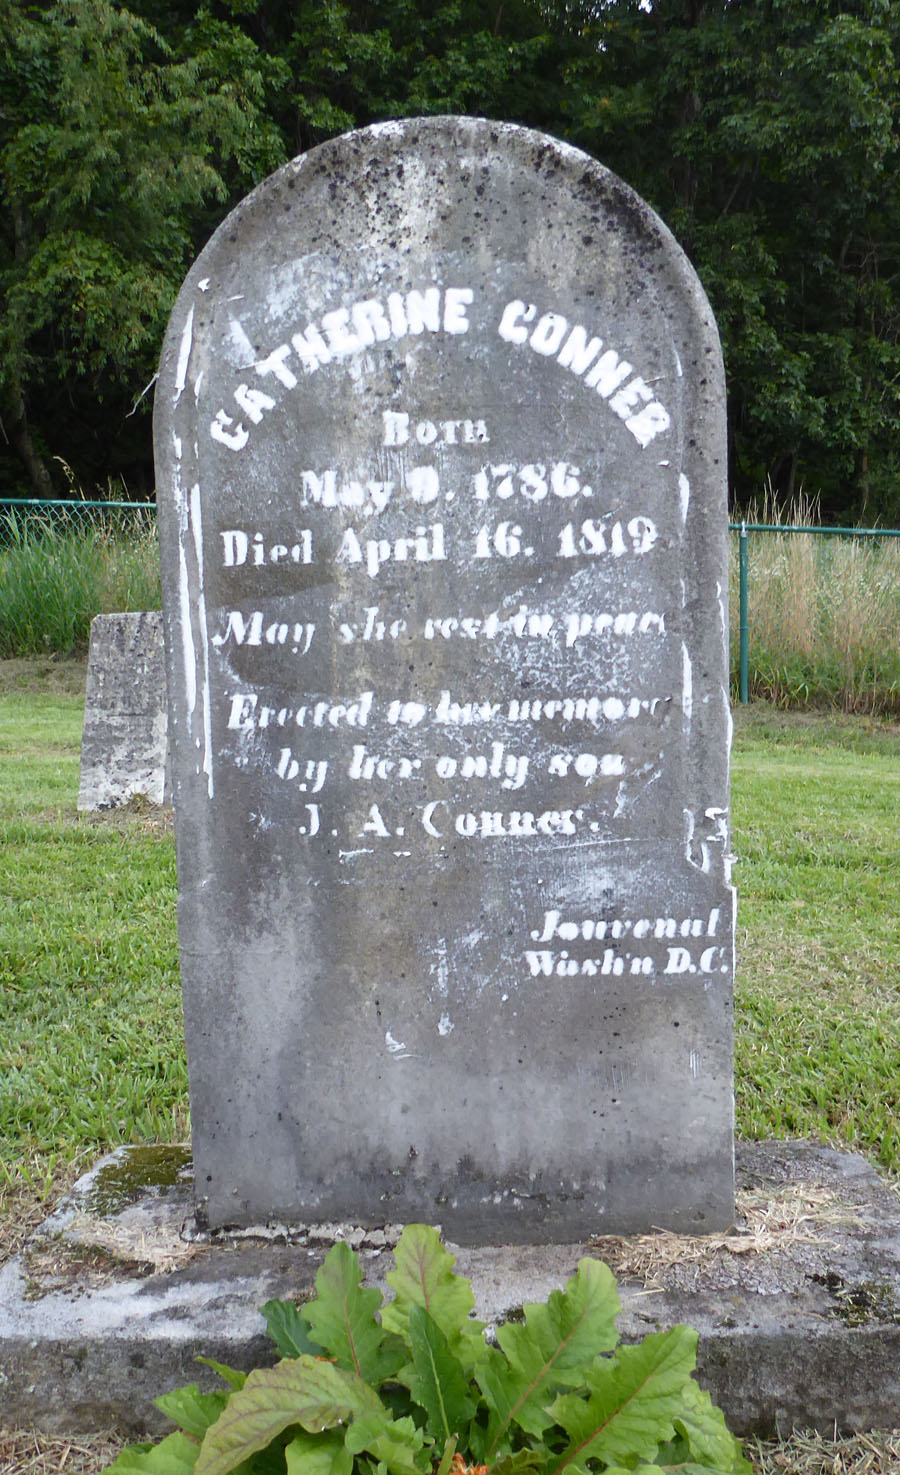 CATHERINE CONNER
Born
May 9. 1786.
Died April 16. 1819
May she rest in peace
Erected to her memory
by her only son
J. A. Conner.
Jouvenal
Wash'n D.C.